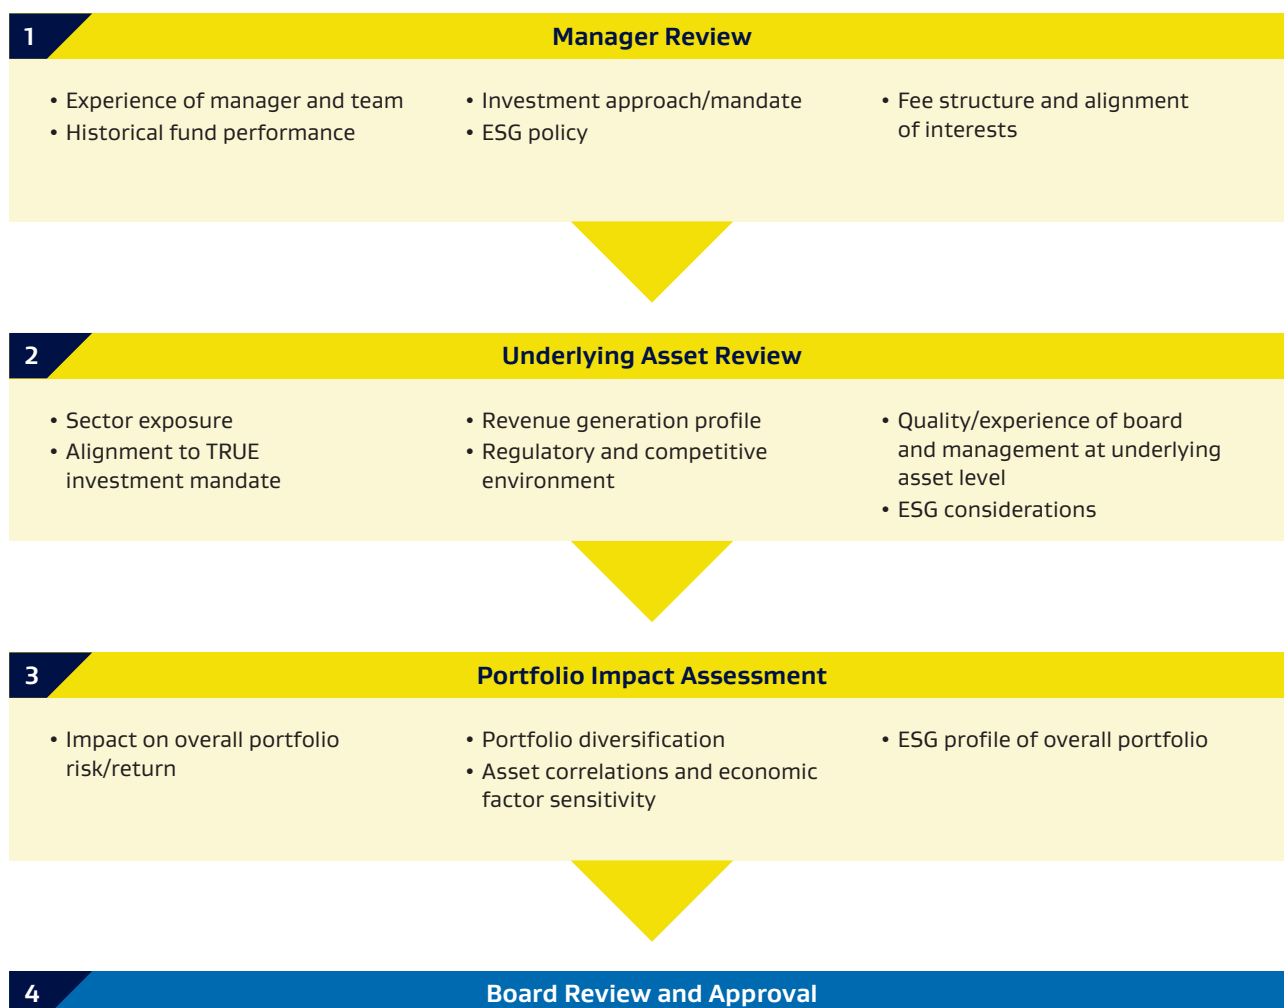 1
Manager Review
• Experience of manager and team
• Historical fund performance
• Investment approach/mandate
• ESG policy
• Fee structure and alignment
of interests
2
Underlying Asset Review
• Sector exposure
• Alignment to TRUE
investment mandate
• Revenue generation profile
• Regulatory and competitive
environment
• Quality/experience of board
and management at underlying
asset level
• ESG considerations
3
Portfolio Impact Assessment
• Impact on overall portfolio
risk/return
• Portfolio diversification
• Asset correlations and economic
factor sensitivity
• ESG profile of overall portfolio
4
Board Review and Approval